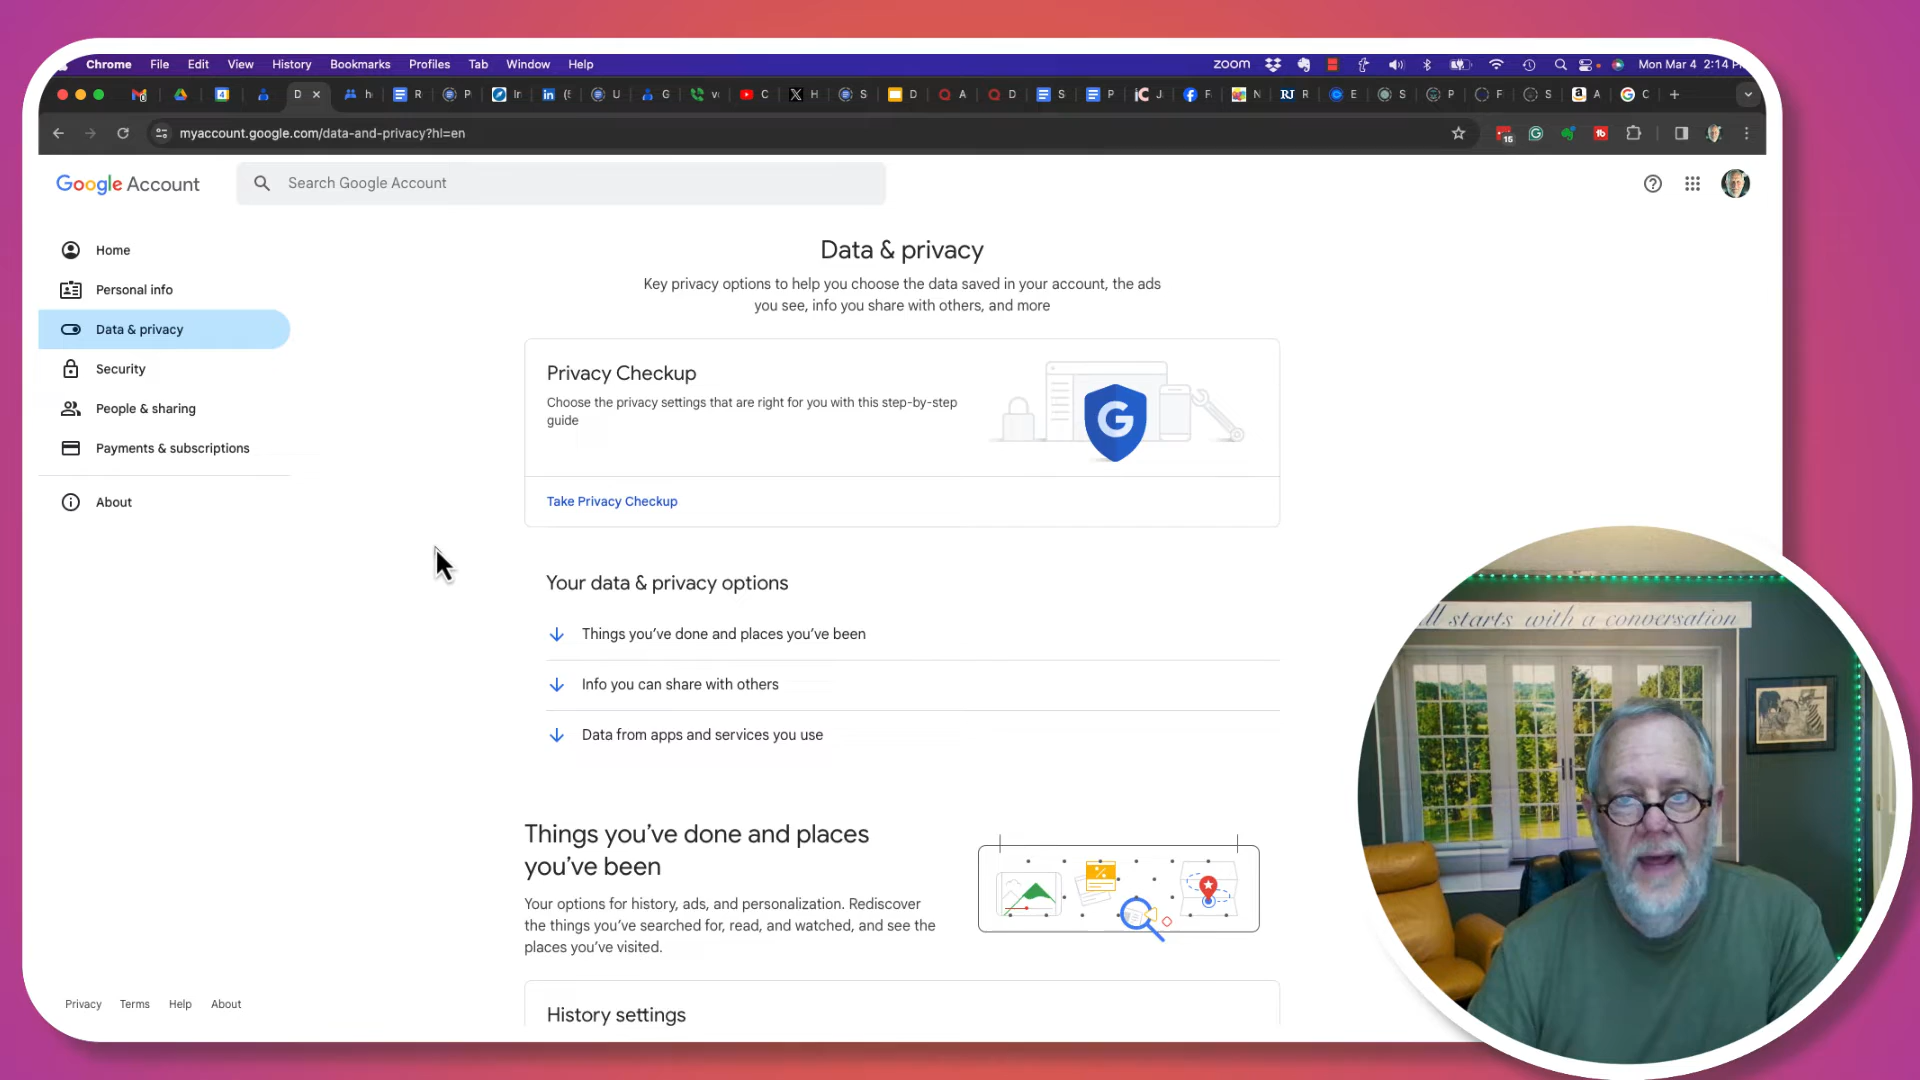 Chrome File Edit View History Bookmarks Profiles Tab Window Help zoom Mon Mar 4 2:14
myaccount.google.com/data-and-privacy?hl=en
15
Google Account
Search Google Account
Home
Personal info
Data & privacy
Security
People & sharing
Payments & subscriptions
About
Data & privacy
Key privacy options to help you choose the data saved in your account, the ads
you see, info you share with others, and more
Privacy Checkup
Choose the privacy settings that are right for you with this step-by-step
guide
G
Take Privacy Checkup
Your data & privacy options
Things you've done and places you've been
Info you can share with others
Data from apps and services you use
Things you've done and places
you've been
Your options for history, ads, and personalization. Rediscover
the things you've searched for, read, and watched, and see the
places you've visited.
History settings
Privacy Terms Help About
starts with a conversation